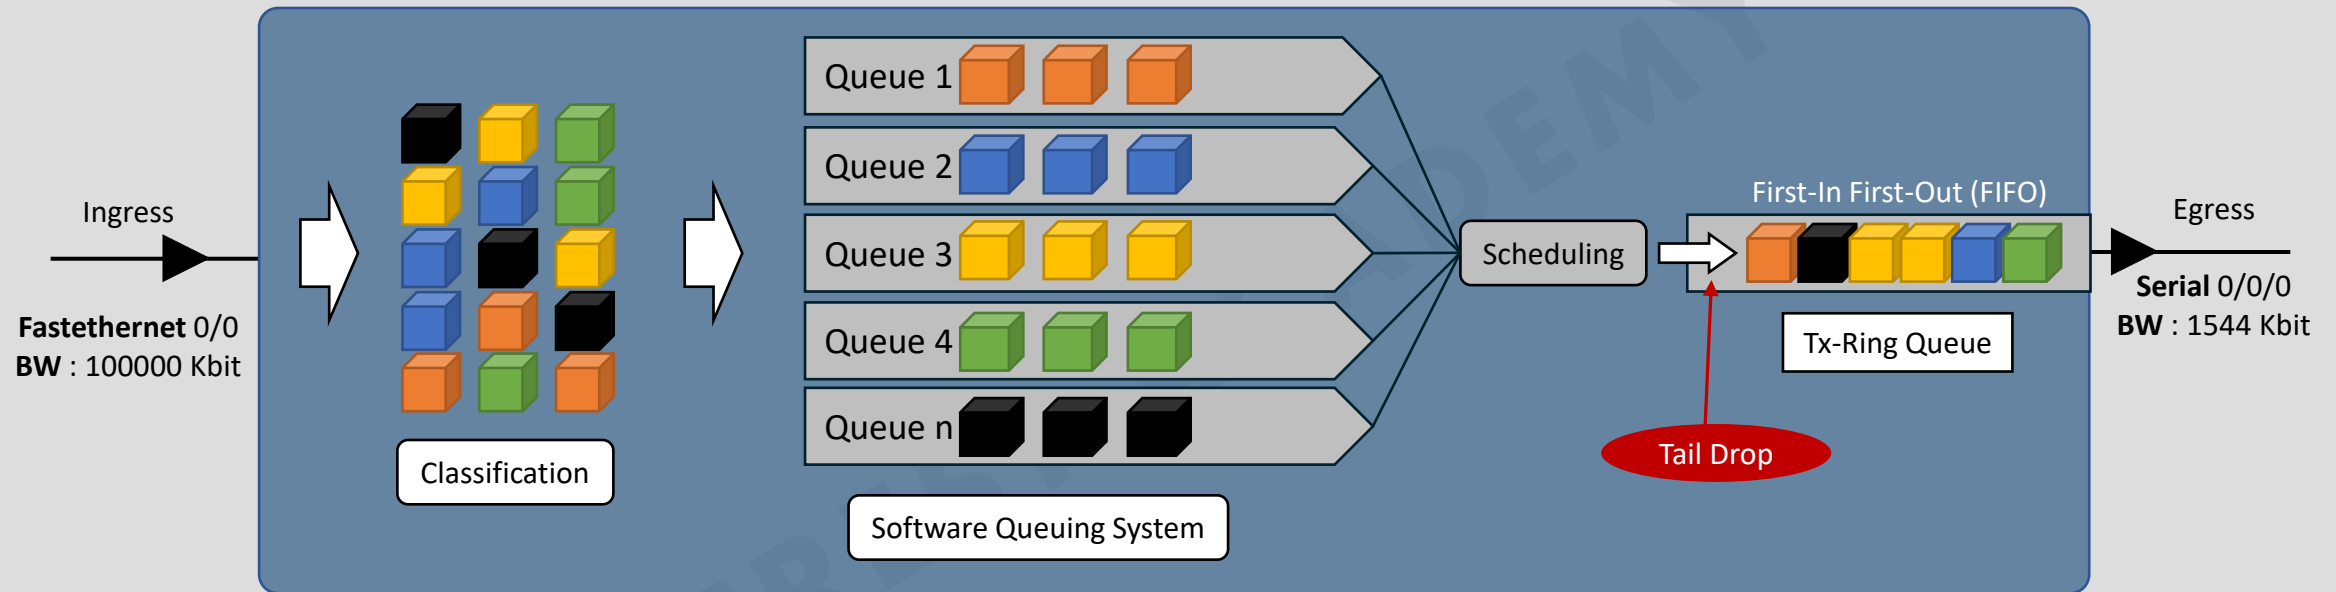 Ingress
Fastethernet 0/0
BW : 100000 Kbit
Classification
Queue 1
Queue 2
Queue 3
Queue 4
Queue n
Software Queuing System
Scheduling
First-In First-Out (FIFO)
Tx-Ring Queue
Tail Drop
Egress
Serial 0/0/0
BW : 1544 Kbit